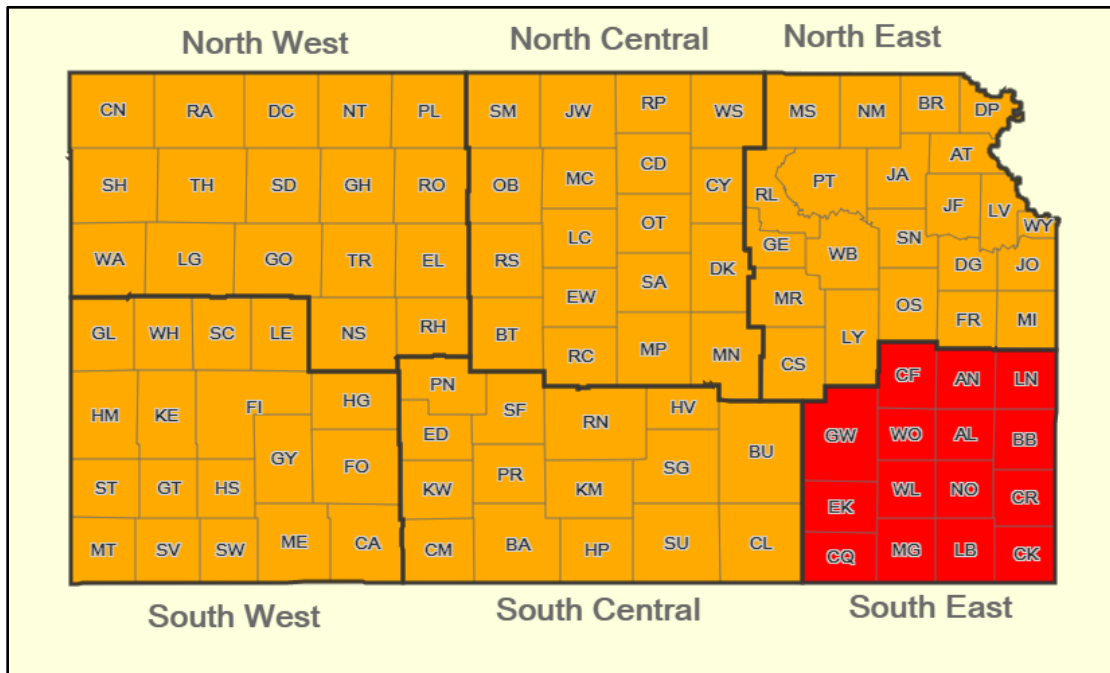 North West North Central North East
CN RA DC NT PL SM JW RP WS MS NM BR DP
SH TH SD GH RO OB MC CD CY RL PT JA AT
JF LV WY
WA LG GO TR EL RS LC OT DK GE WB SN DG JO
EW SA MR OS
GL WH SC LE NS RH BT RC MP MN CS LY FR MI
HM KE FI HG PN SF RN HV CF AN LN
ED BU GW WO AL BB
GY FO SG
ST GT HS KW PR KM EK WL NO CR
MT SV SW ME CA CM BA HP SU CL CQ MG LB CK
South West South Central South East